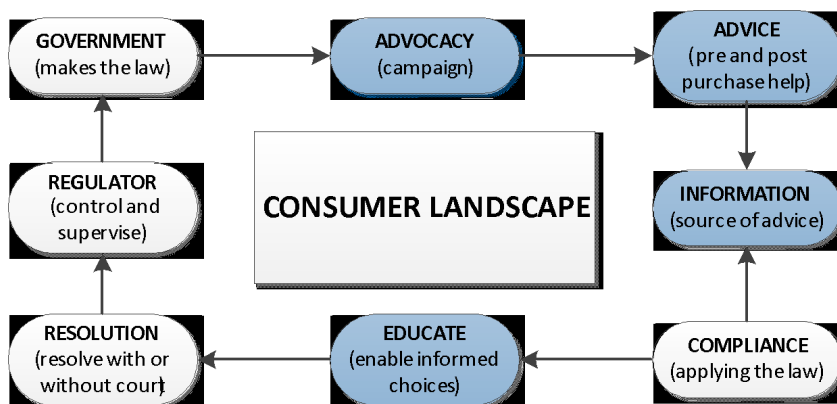 GOVERNMENT
(makes the law)
ADVOCACY
(campaign)
ADVICE
(pre and post
purchase help)
REGULATOR
(control and
supervise)
CONSUMER LANDSCAPE
INFORMATION
(source of advice)
RESOLUTION
(resolve with or
without court)
EDUCATE
(enable informed
choices)
COMPLIANCE
(applying the law)